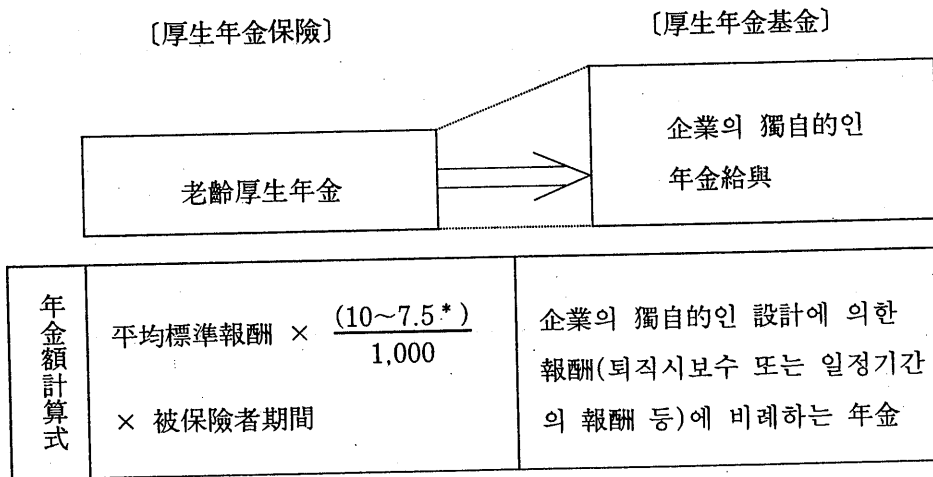 〔厚生年金保險〕
〔厚生年金基金〕
老齡厚生年金
企業의 獨自的인
年金給與
年金額計算式
平均標準報酬 × (10~7.5*)
1,000
× 被保險者期間
企業의 獨自的인 設計에 의한
報酬(퇴직시보수 또는 일정기간
의 報酬 등)에 비례하는 年金